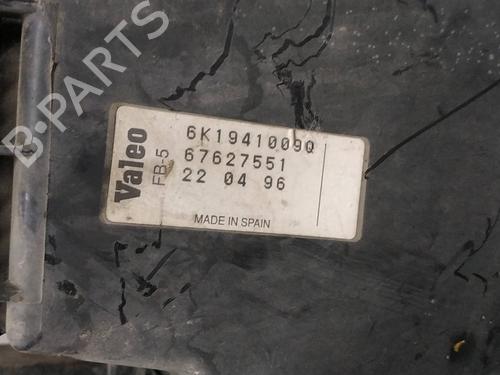 B-PARTS
Valeo
FB-5
6K1941009Q
67627551
22 04 96
MADE IN SPAIN